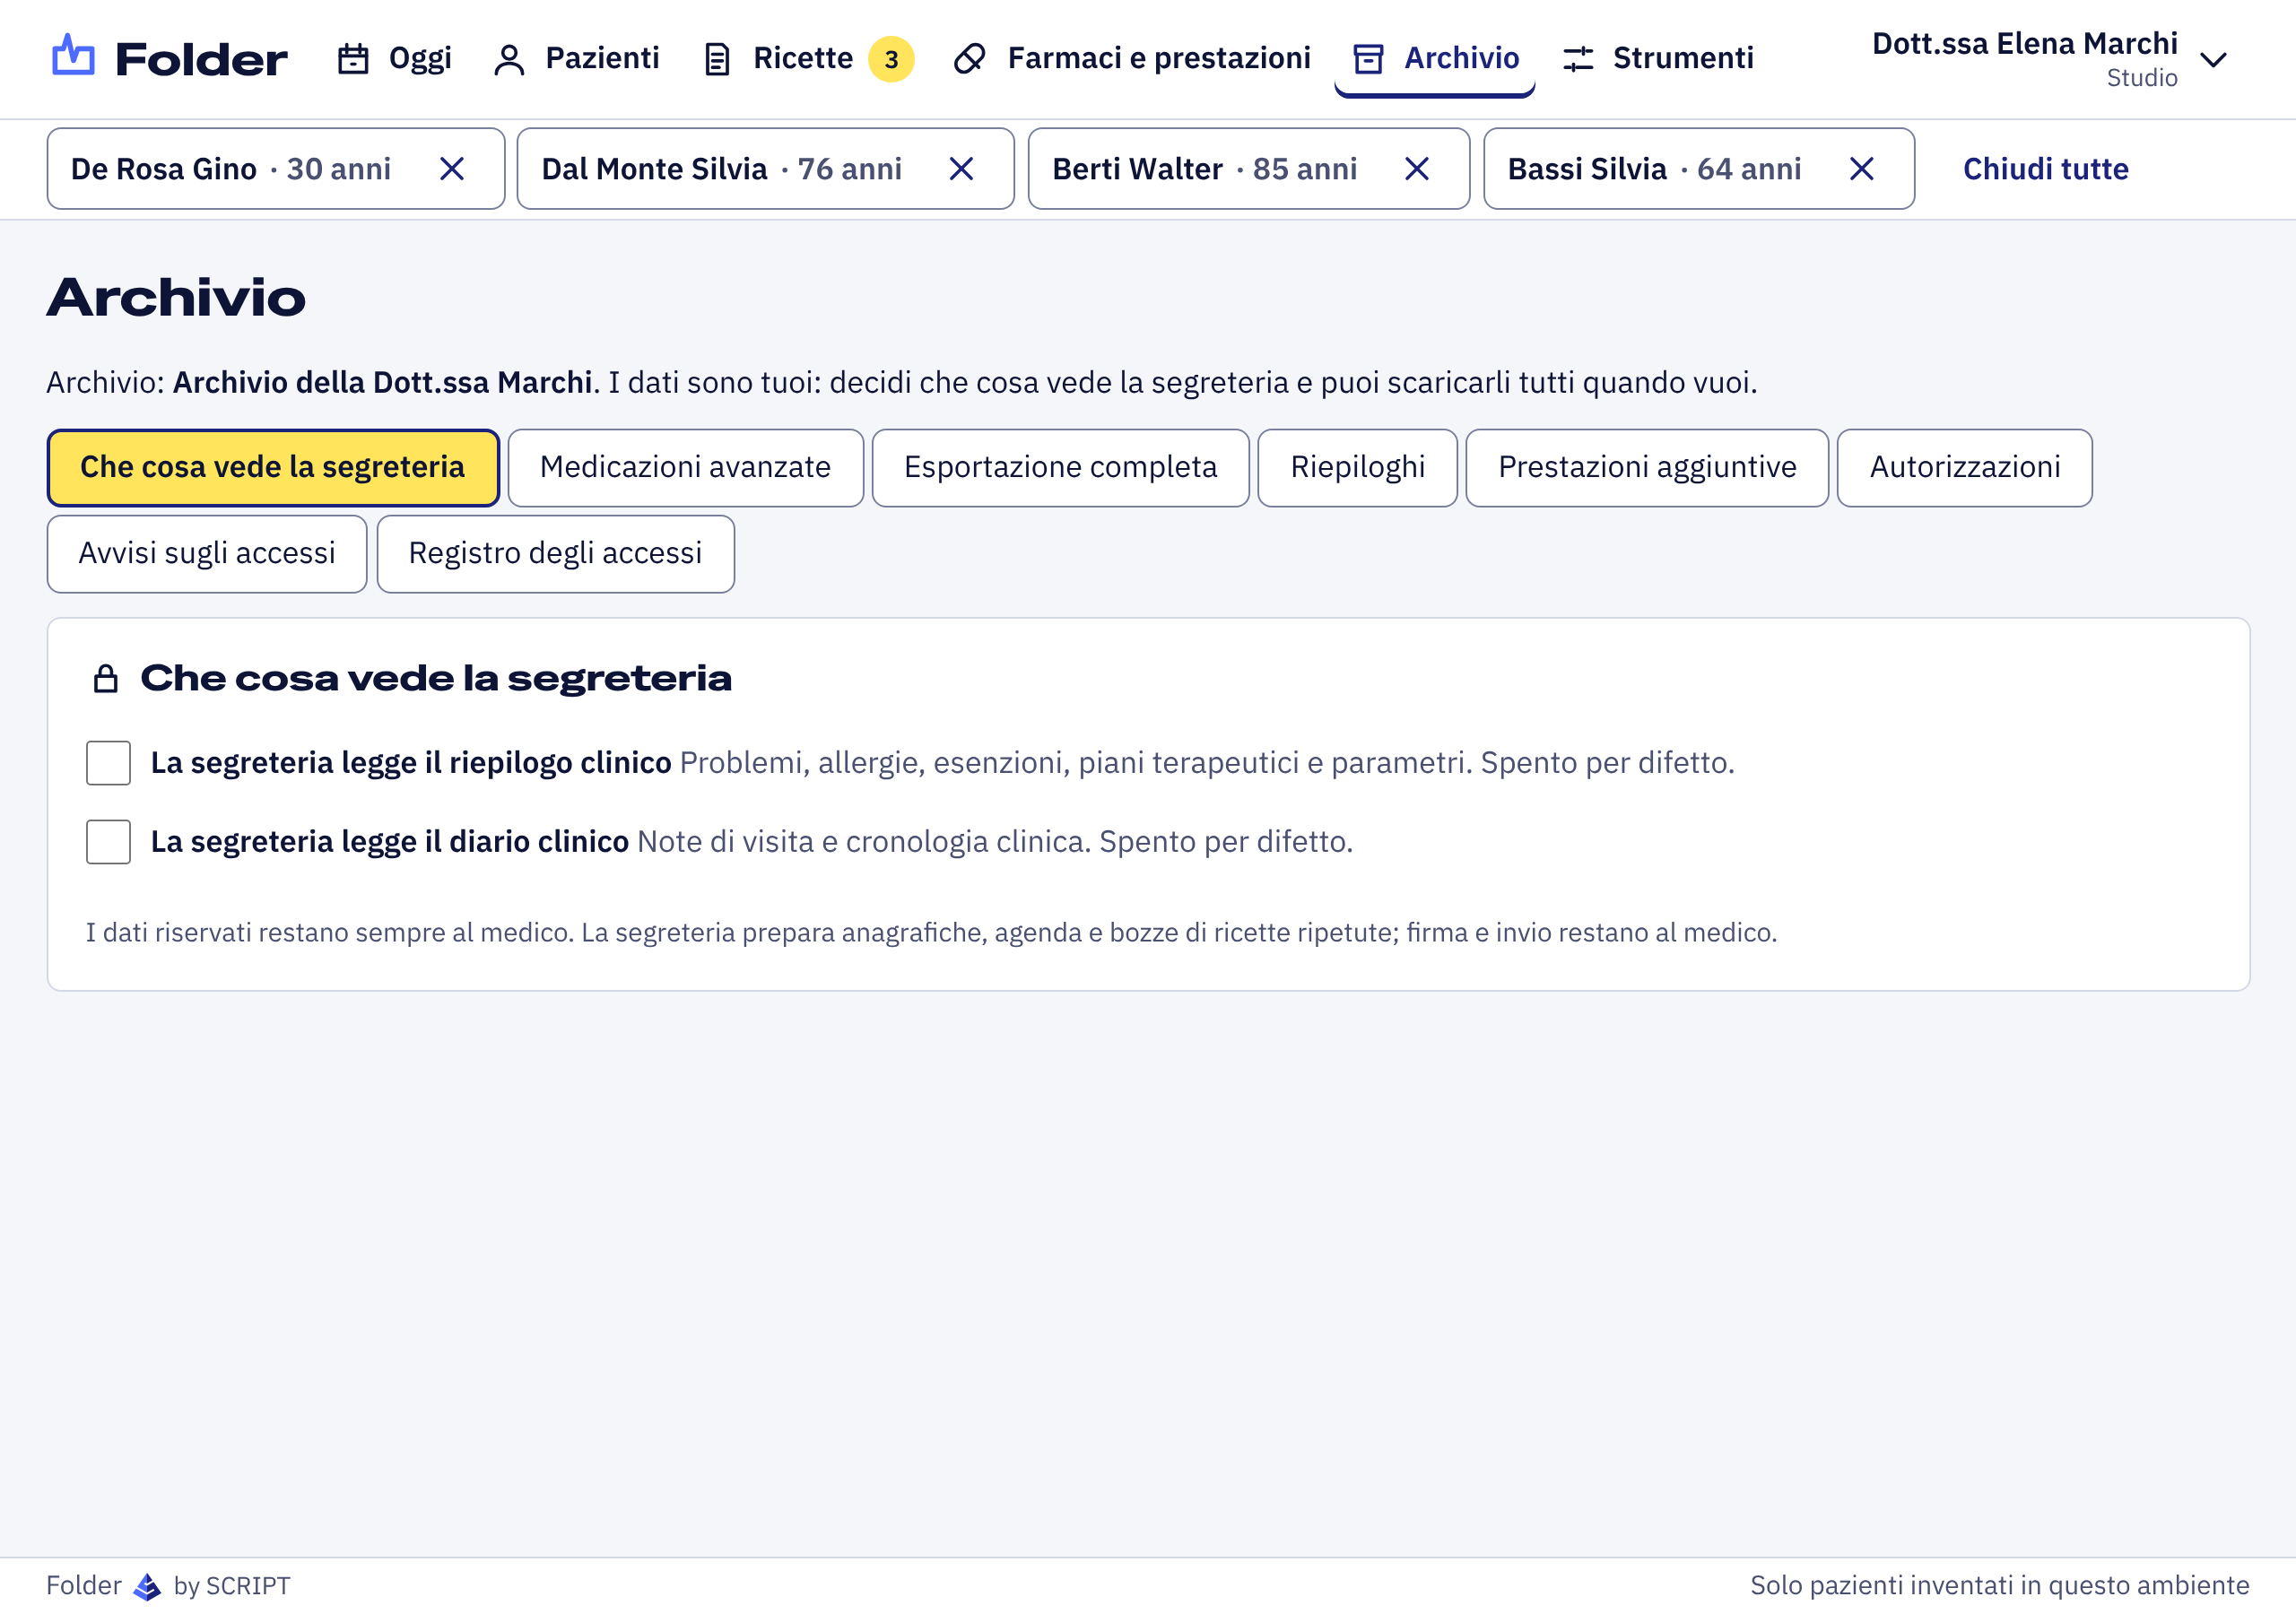 Folder Oggi Pazienti Ricette 3 Farmaci e prestazioni Archivio Strumenti Dott.ssa Elena Marchi
Studio
De Rosa Gino · 30 anni Dal Monte Silvia · 76 anni Berti Walter · 85 anni Bassi Silvia · 64 anni Chiudi tutte
Archivio
Archivio: Archivio della Dott.ssa Marchi. I dati sono tuoi: decidi che cosa vede la segreteria e puoi scaricarli tutti quando vuoi.
Che cosa vede la segreteria Medicazioni avanzate Esportazione completa Riepiloghi Prestazioni aggiuntive Autorizzazioni
Avvisi sugli accessi Registro degli accessi
Che cosa vede la segreteria
La segreteria legge il riepilogo clinico Problemi, allergie, esenzioni, piani terapeutici e parametri. Spento per difetto.
La segreteria legge il diario clinico Note di visita e cronologia clinica. Spento per difetto.
I dati riservati restano sempre al medico. La segreteria prepara anagrafiche, agenda e bozze di ricette ripetute; firma e invio restano al medico.
Folder by SCRIPT Solo pazienti inventati in questo ambiente